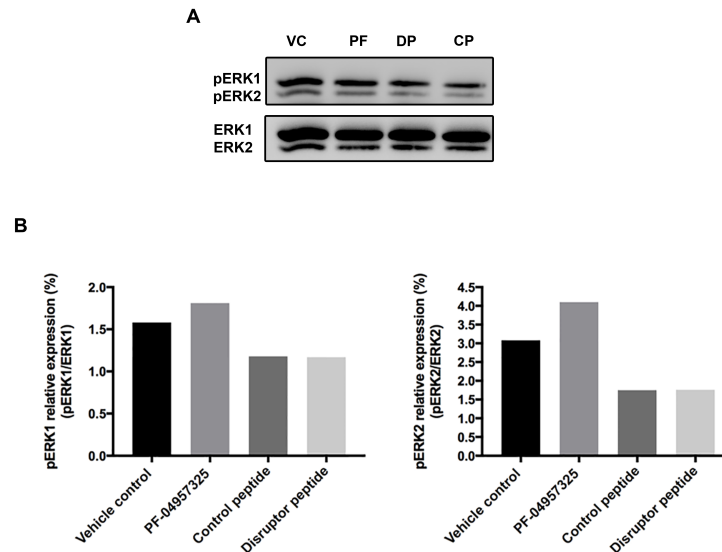 A
VC PF DP CP
pERK1
pERK2
ERK1
ERK2
B
pERK1 relative expression (%)
(pERK1/ERK1)
2.0
1.5
1.0
0.5
0.0
Vehicle control
PF-04957325
Control peptide
Disruptor peptide
pERK2 relative expression (%)
(pERK2/ERK2)
4.5
4.0
3.5
3.0
2.5
2.0
1.5
1.0
0.5
0.0
Vehicle control
PF-04957325
Control peptide
Disruptor peptide